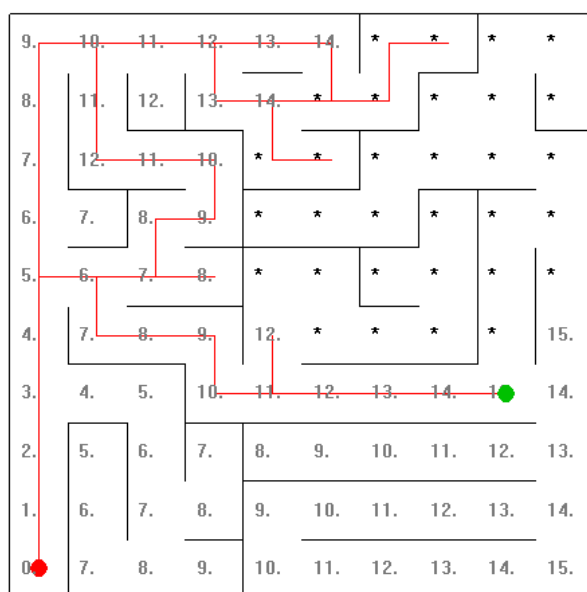 9. 10. 11. 12. 13. 14. * * * *
8. 11. 12. 13. 14. * * * * *
7. 12. 11. 10. * * * * * *
6. 7. 8. 9. * * * * * *
5. 6. 7. 8. * * * * * *
4. 7. 8. 9. 12. * * * * 15.
3. 4. 5. 10. 11. 12. 13. 14. 14.
2. 5. 6. 7. 8. 9. 10. 11. 12. 13.
1. 6. 7. 8. 9. 10. 11. 12. 13. 14.
0. 7. 8. 9. 10. 11. 12. 13. 14. 15.